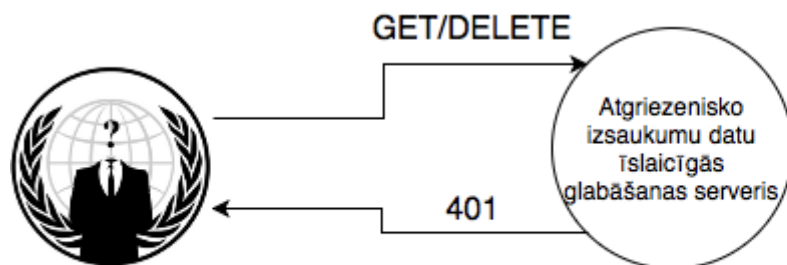 GET/DELETE
?
Atgriezenisko
izsaukumu datu
īslaicīgās
glabāšanas serveris
401